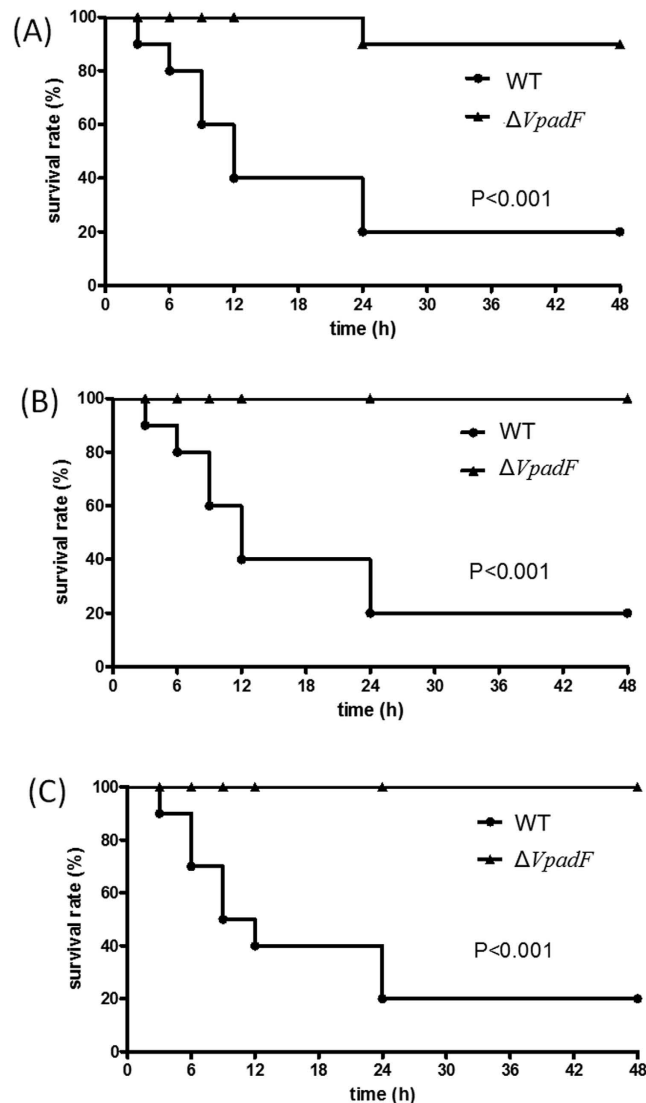 (A)
100
80
60
40
20
0
survival rate (%)
WT
ΔVpadF
P<0.001
0 6 12 18 24 30 36 42 48
time (h)
(B)
100
80
60
40
20
0
survival rate (%)
WT
ΔVpadF
P<0.001
0 6 12 18 24 30 36 42 48
time (h)
(C)
100
80
60
40
20
0
survival rate (%)
WT
ΔVpadF
P<0.001
0 6 12 18 24 30 36 42 48
time (h)